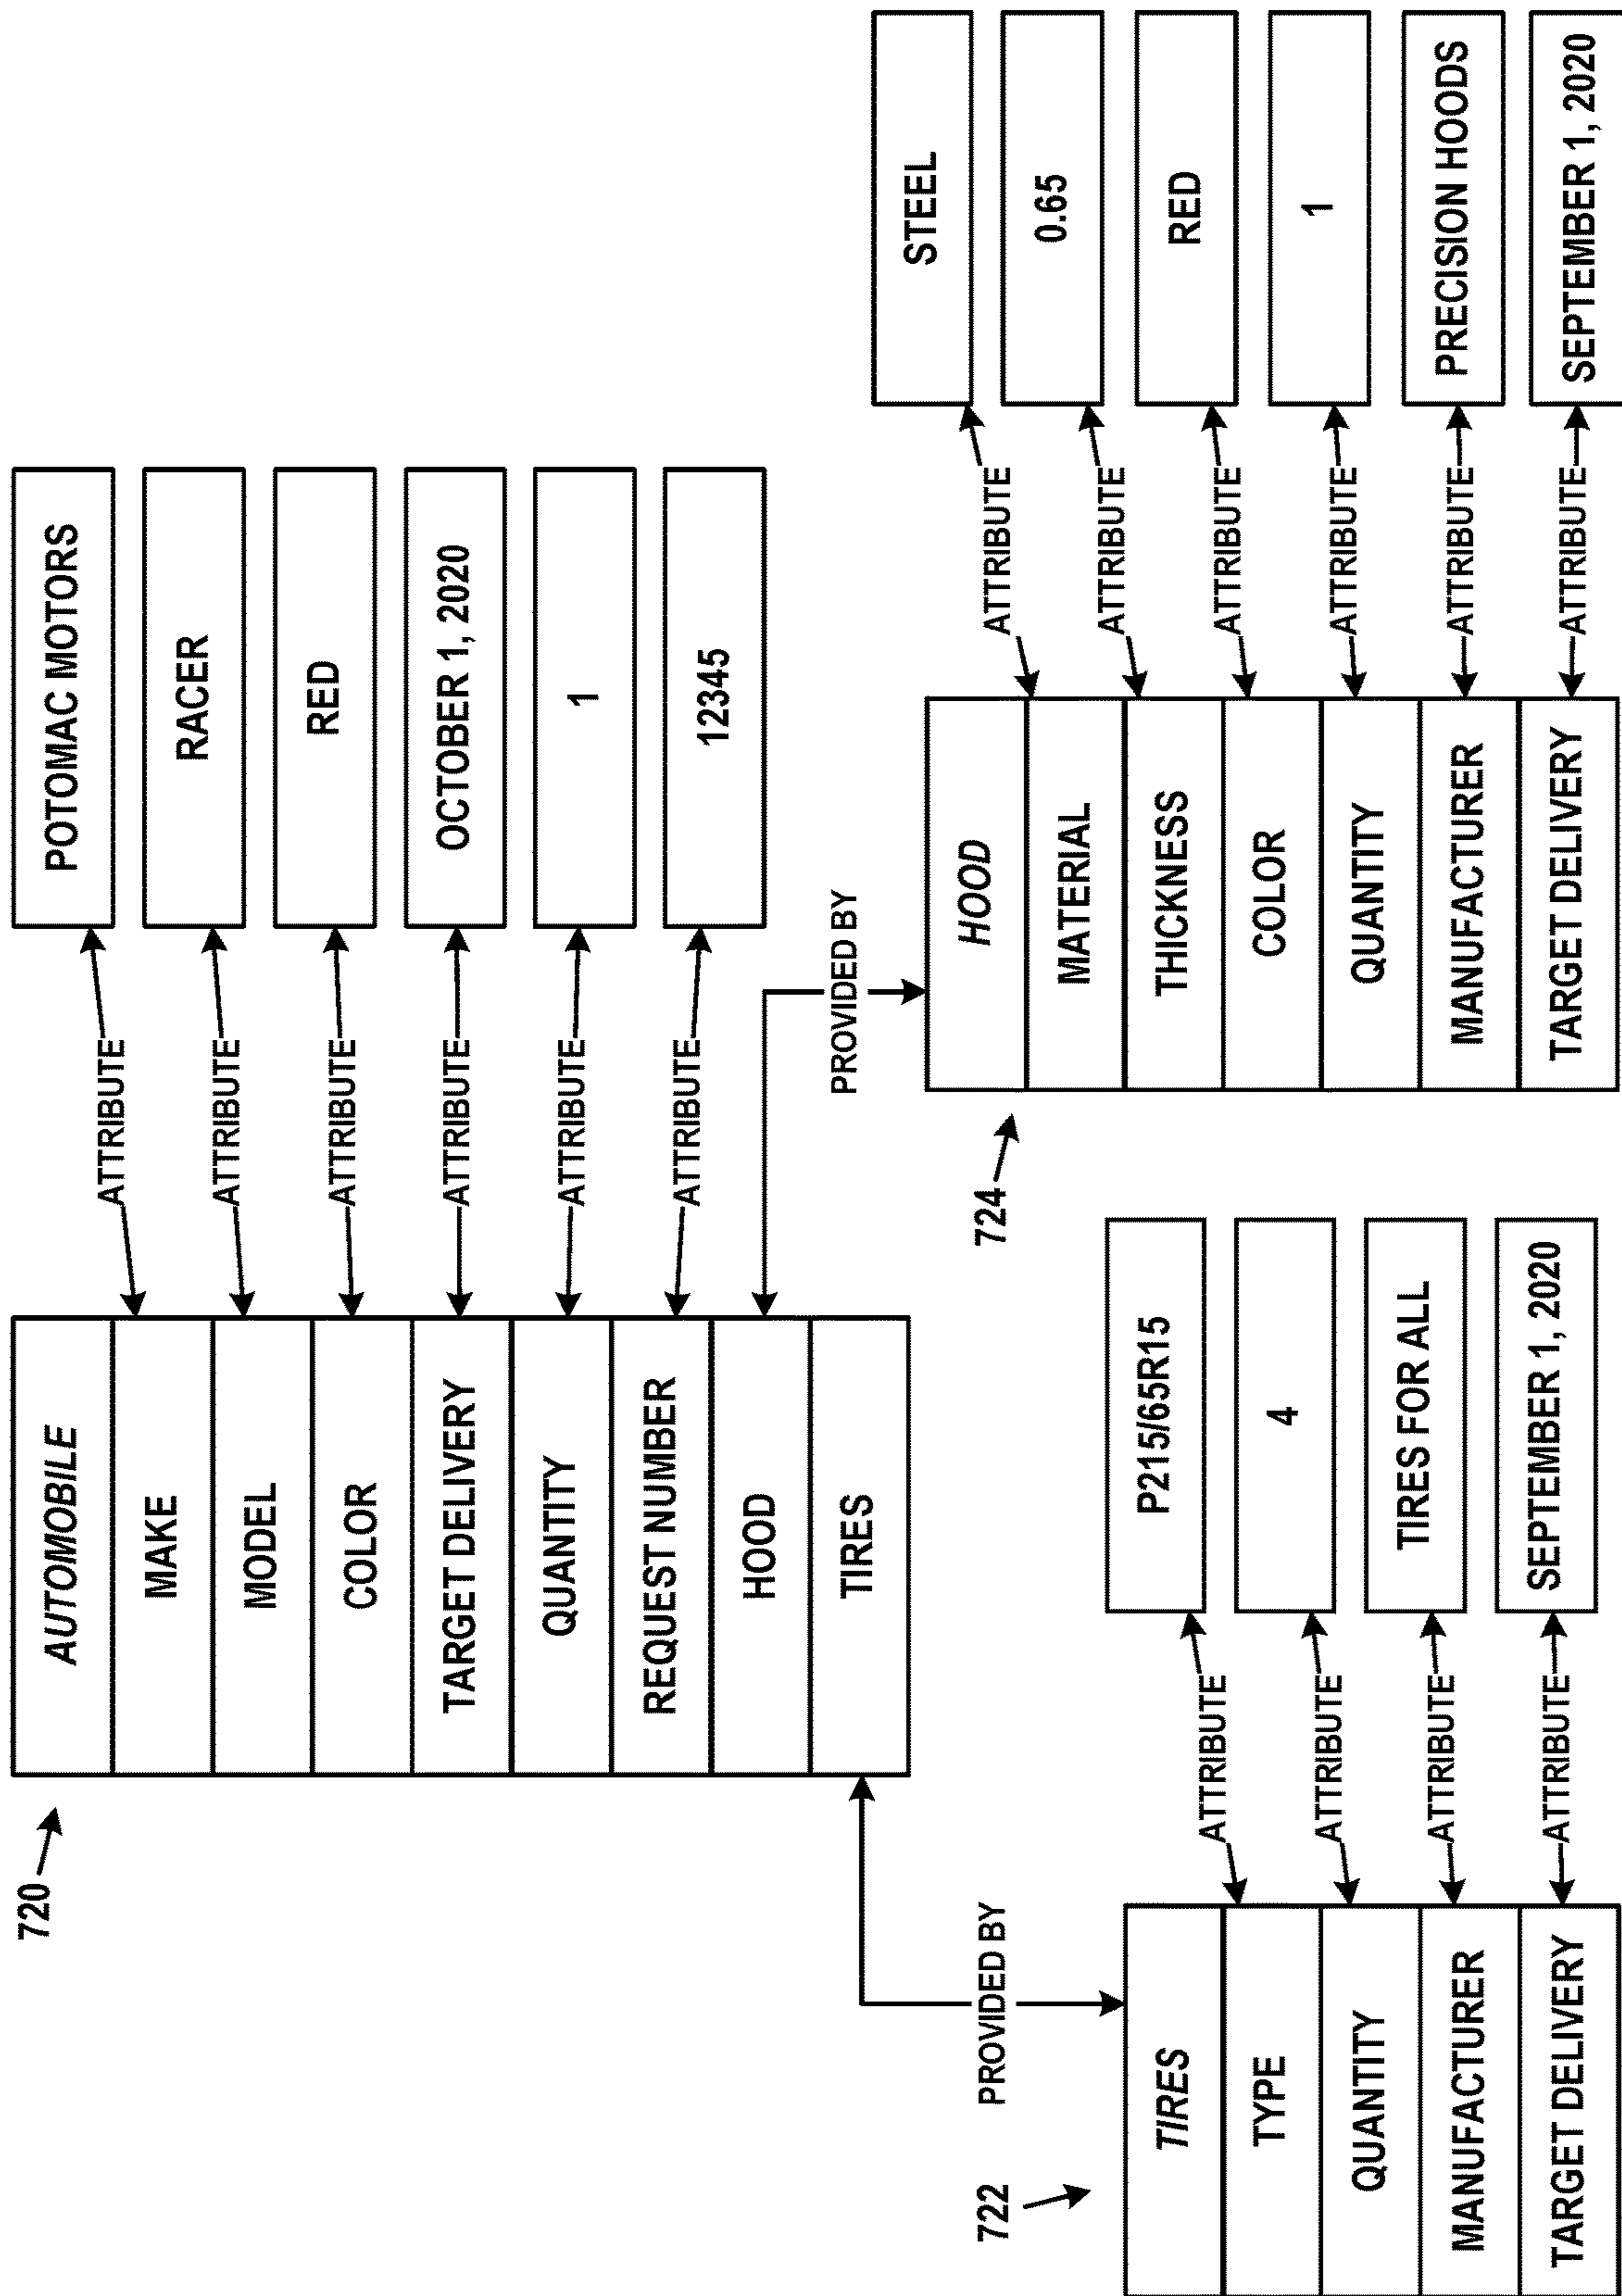 720
AUTOMOBILE
MAKE
MODEL
COLOR
TARGET DELIVERY
QUANTITY
REQUEST NUMBER
HOOD
TIRES
ATTRIBUTE
ATTRIBUTE
ATTRIBUTE
ATTRIBUTE
ATTRIBUTE
ATTRIBUTE
POTOMAC MOTORS
RACER
RED
OCTOBER 1, 2020
1
12345
PROVIDED BY
722
TIRES
TYPE
QUANTITY
MANUFACTURER
TARGET DELIVERY
ATTRIBUTE
ATTRIBUTE
ATTRIBUTE
ATTRIBUTE
P215/65R15
4
TIRES FOR ALL
SEPTEMBER 1, 2020
PROVIDED BY
724
HOOD
MATERIAL
THICKNESS
COLOR
QUANTITY
MANUFACTURER
TARGET DELIVERY
ATTRIBUTE
ATTRIBUTE
ATTRIBUTE
ATTRIBUTE
ATTRIBUTE
ATTRIBUTE
STEEL
0.65
RED
1
PRECISION HOODS
SEPTEMBER 1, 2020